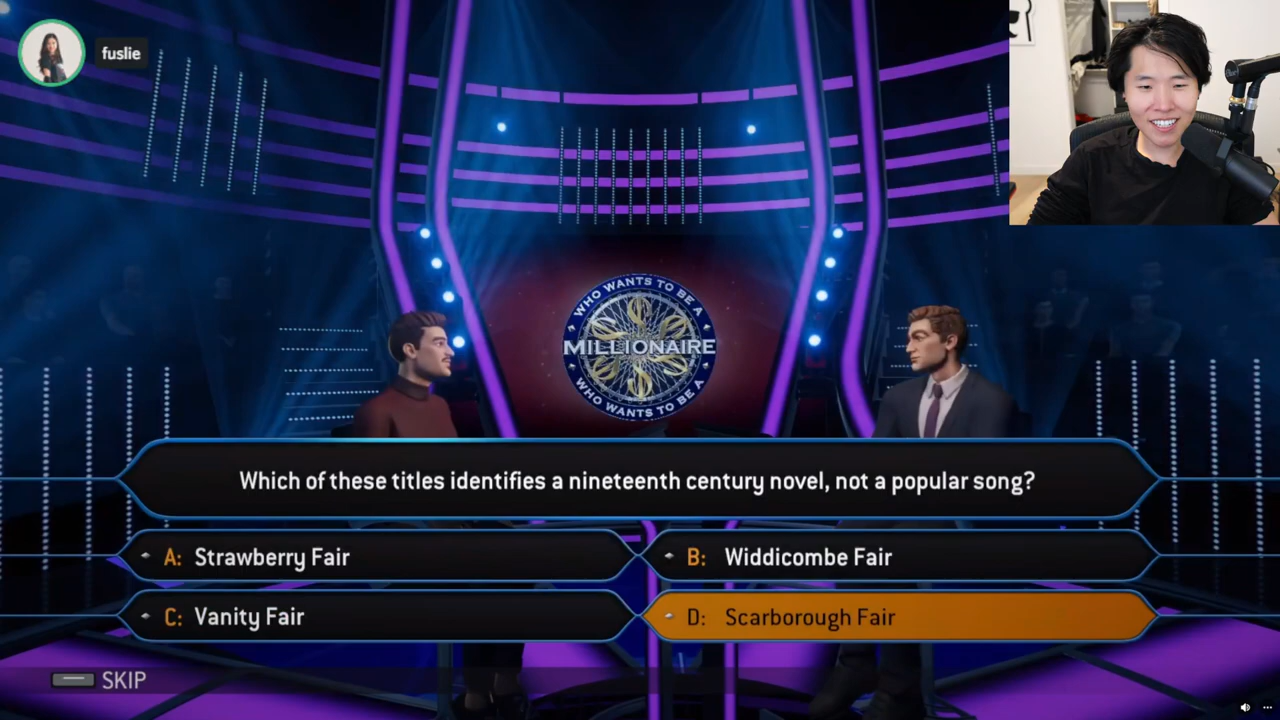 fuslie
WHO WANTS TO BE A
MILLIONAIRE
WHO WANTS TO BE A
Which of these titles identifies a nineteenth century novel, not a popular song?
A: Strawberry Fair
B: Widdicombe Fair
C: Vanity Fair
D: Scarborough Fair
SKIP